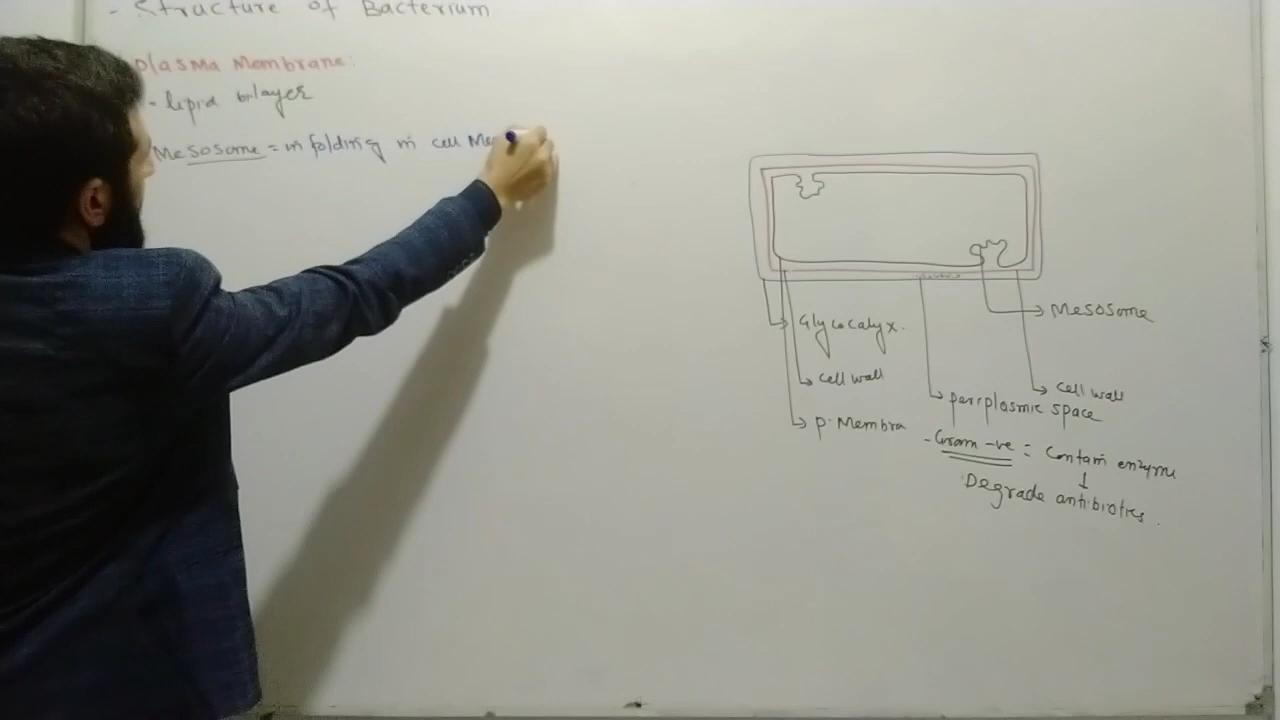 - Structure of Bacterium
plasma Membrane:
- lipid bilayer
Mesosome = in folding in cell Me
Mesosome
Glycocalyx.
cell wall
cell wall
periplasmic space
p. Membra
- Gram -ve = contain enzyme
Degrade antibiotics.